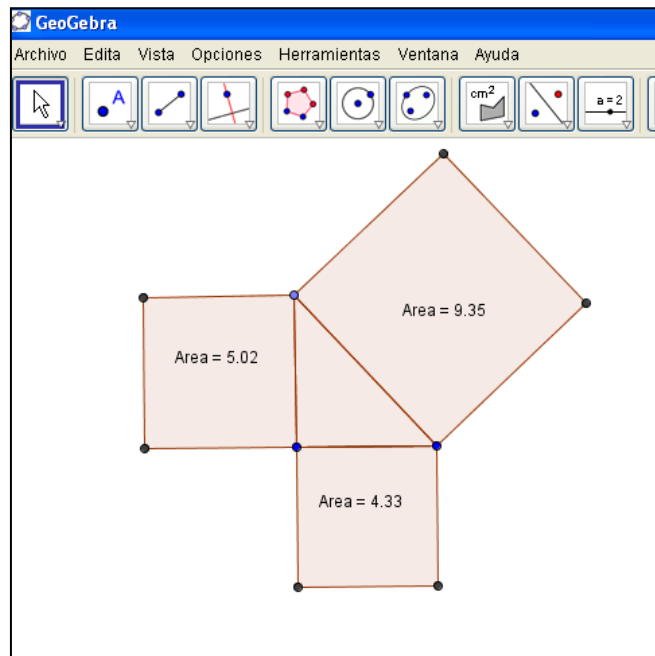 GeoGebra
Archivo Edita Vista Opciones Herramientas Ventana Ayuda
A
cm²
a = 2
Area = 9.35
Area = 5.02
Area = 4.33